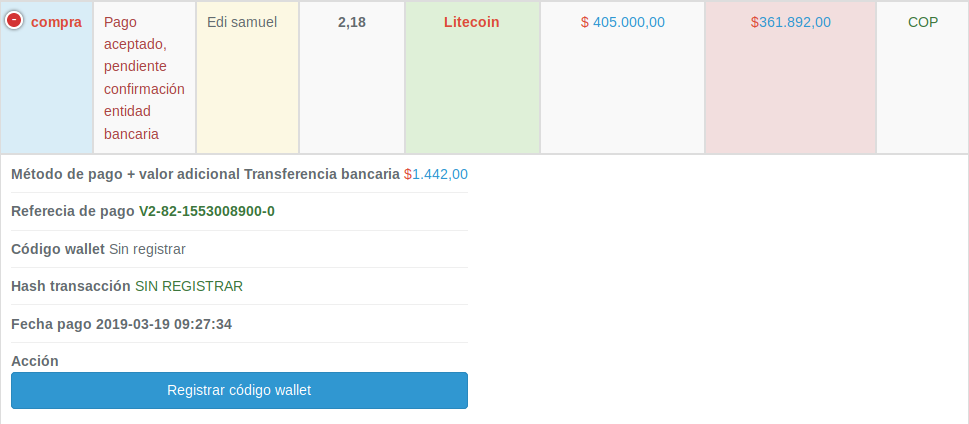 compra
Pago
aceptado,
pendiente
confirmación
entidad
bancaria
Edi samuel
2,18
Litecoin
$ 405.000,00
$361.892,00
COP
Método de pago + valor adicional Transferencia bancaria $1.442,00
Referecia de pago V2-82-1553008900-0
Código wallet Sin registrar
Hash transacción SIN REGISTRAR
Fecha pago 2019-03-19 09:27:34
Acción
Registrar código wallet